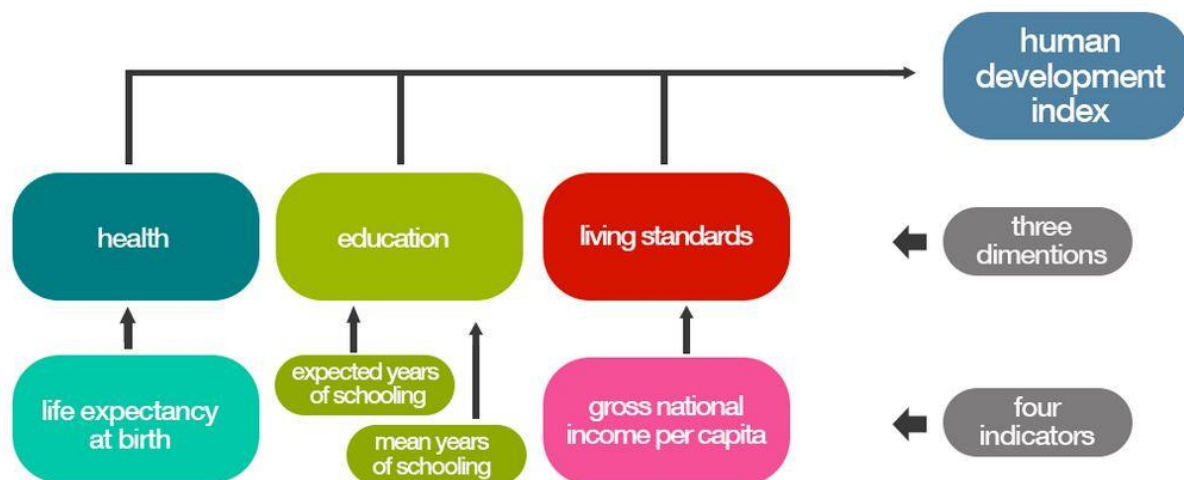 human
development
index
health
education
living standards
three
dimentions
life expectancy
at birth
expected years
of schooling
mean years
of schooling
gross national
income per capita
four
indicators